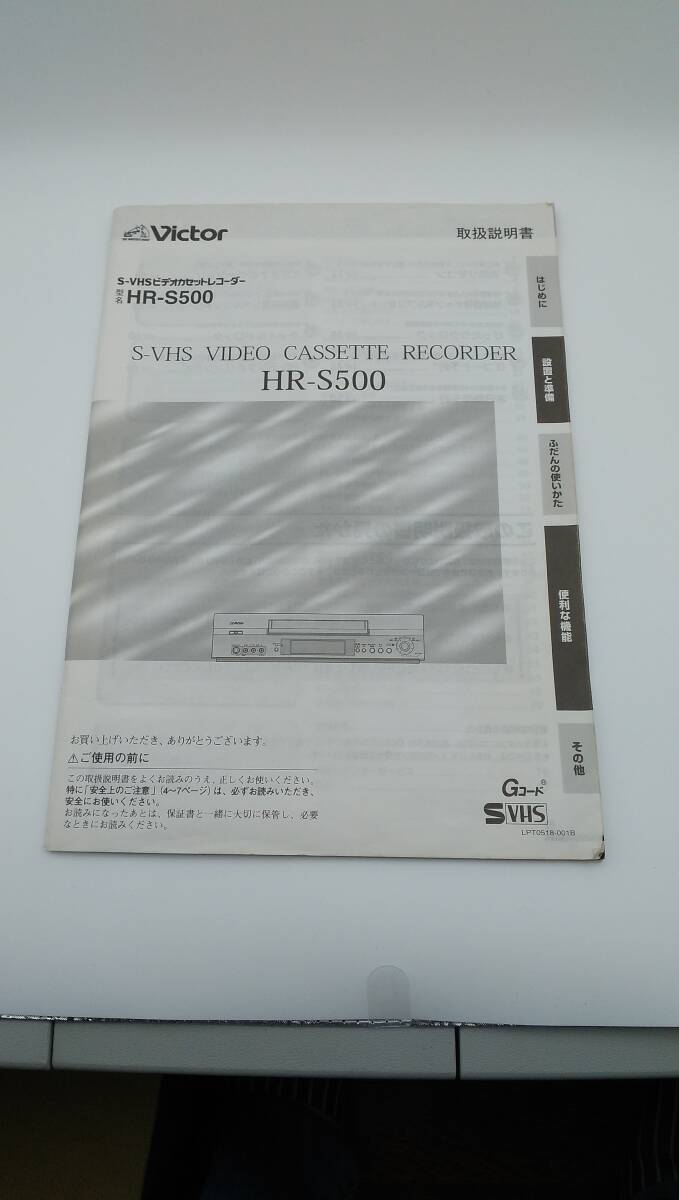 Victor
取扱説明書
S-VHSビデオカセットレコーダー
型名 HR-S500
S-VHS VIDEO CASSETTE RECORDER
HR-S500
はじめに
設置と準備
ふだんの使いかた
便利な機能
その他
お買い上げいただき、ありがとうございます。
⚠ご使用の前に
この取扱説明書をよくお読みのうえ、正しくお使いください。
特に「安全上のご注意」(4～7ページ)は、必ずお読みいただき、
安全にお使いください。
お読みになったあとは、保証書と一緒に大切に保管し、必要
なときにお読みください。
Gコード®
S VHS
LPT0518-001B